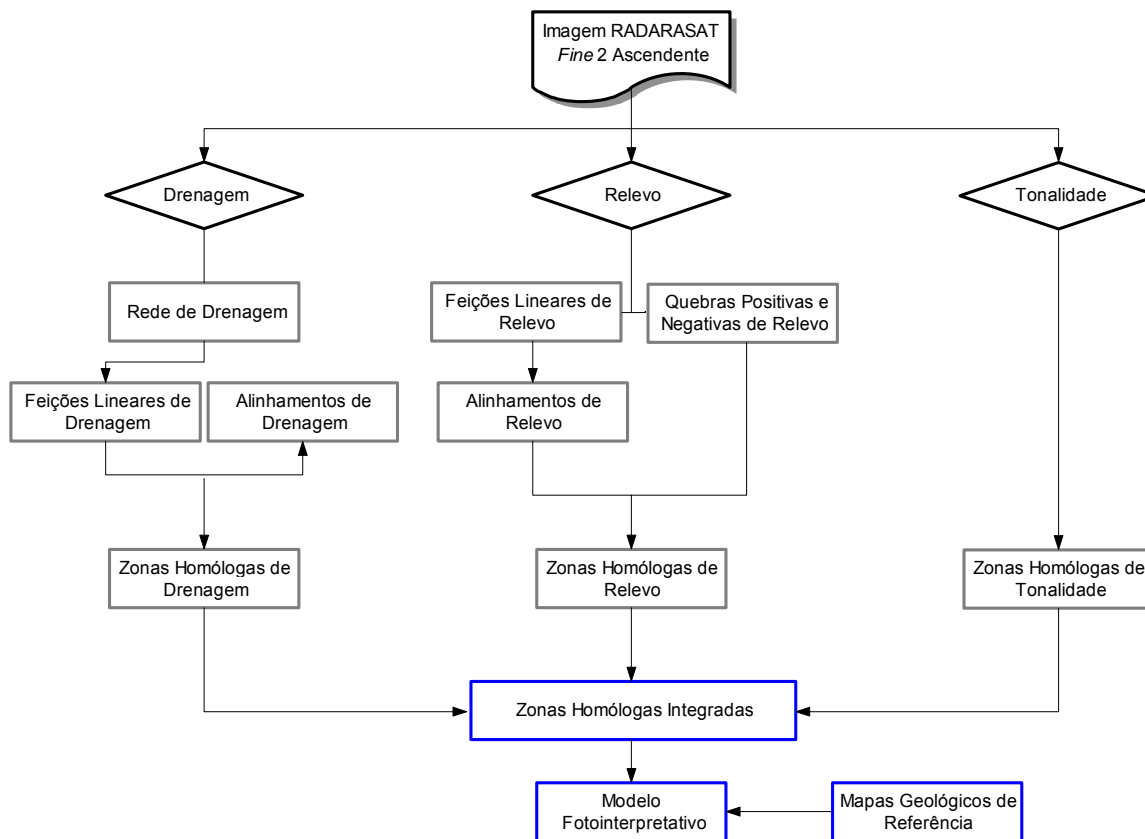 Imagem RADARASAT
Fine 2 Ascendente
Drenagem
Relevo
Tonalidade
Rede de Drenagem
Feições Lineares de
Relevo
Quebras Positivas e
Negativas de Relevo
Feições Lineares de
Drenagem
Alinhamentos de
Drenagem
Alinhamentos de
Relevo
Zonas Homólogas de
Drenagem
Zonas Homólogas de
Relevo
Zonas Homólogas de
Tonalidade
Zonas Homólogas Integradas
Modelo
Fotointerpretativo
Mapas Geológicos de
Referência